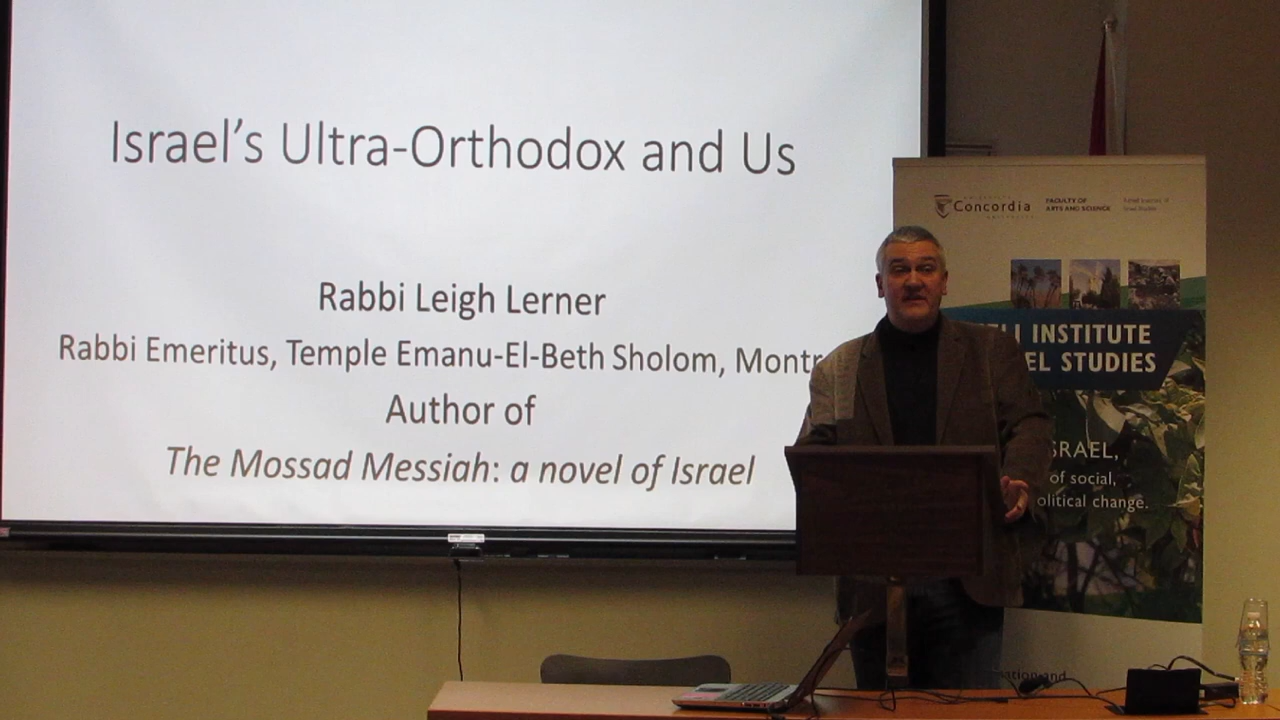 Israel's Ultra-Orthodox and Us
Rabbi Leigh Lerner
Rabbi Emeritus, Temple Emanu-El-Beth Sholom, Montr
Author of
The Mossad Messiah: a novel of Israel
UNIVERSITÉ
Concordia
UNIVERSITY
FACULTY OF
ARTS AND SCIENCE
LI INSTITUTE
EL STUDIES
SRAEL,
of social,
olitical change.